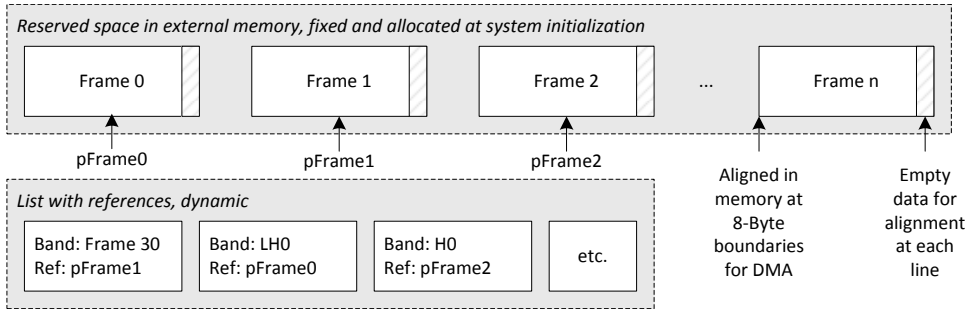 Reserved space in external memory, fixed and allocated at system initialization
Frame 0
Frame 1
Frame 2
...
Frame n
pFrame0
pFrame1
pFrame2
Aligned in
memory at
8-Byte
boundaries
for DMA
Empty
data for
alignment
at each
line
List with references, dynamic
Band: Frame 30
Ref: pFrame1
Band: LH0
Ref: pFrame0
Band: H0
Ref: pFrame2
etc.